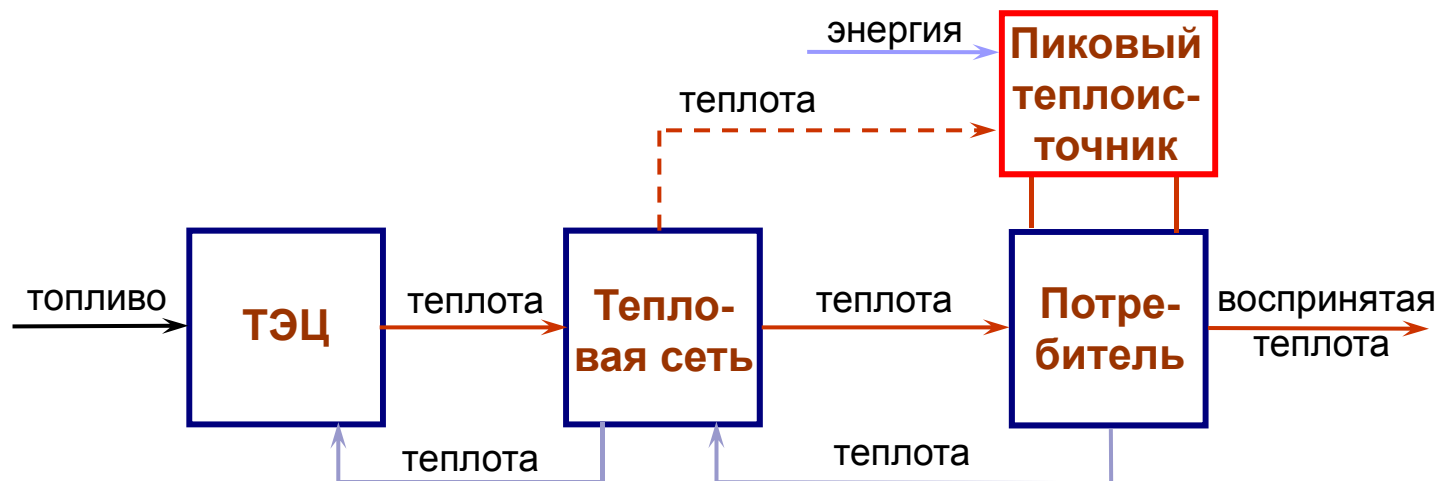 энергия
Пиковый
теплоис-
точник
теплота
топливо
ТЭЦ
теплота
Тепло-
вая сеть
теплота
Потре-
битель
воспринятая
теплота
теплота
теплота